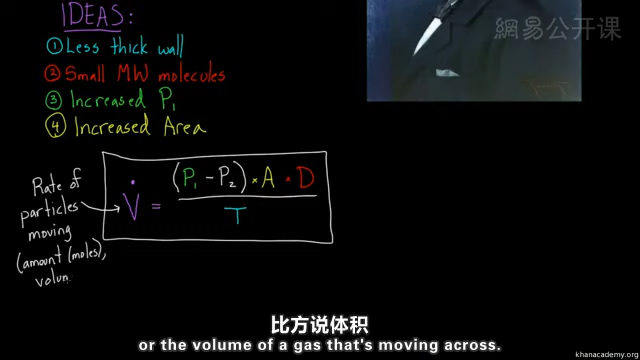 IDEAS:
網易公开课
① Less thick wall
② Small MW molecules
③ Increased P₁
④ Increased Area
Rate of
particles
moving
(amount (moles),
volum
V̇ = (P₁ - P₂) × A · D
T
比方说体积
or the volume of a gas that's moving across.
khanacademy.org